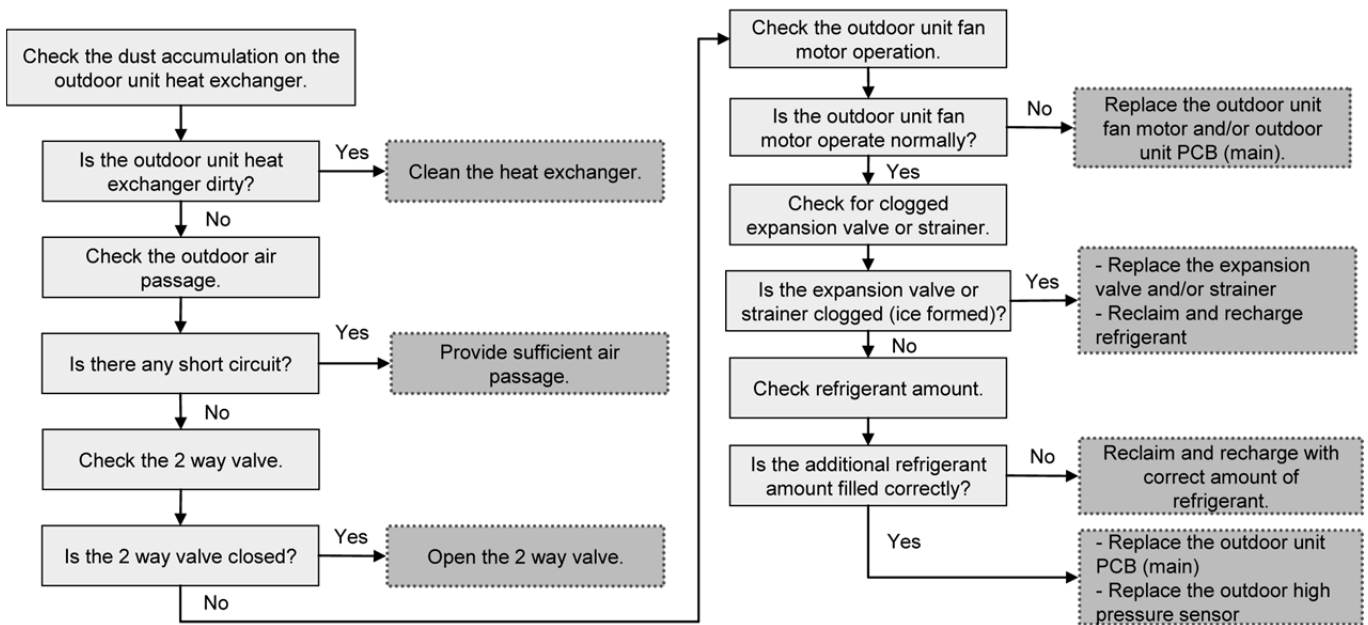 Check the dust accumulation on the
outdoor unit heat exchanger.
Is the outdoor unit heat
exchanger dirty?
Yes
Clean the heat exchanger.
No
Check the outdoor air
passage.
Is there any short circuit?
Yes
Provide sufficient air
passage.
No
Check the 2 way valve.
Is the 2 way valve closed?
Yes
Open the 2 way valve.
No
Check the outdoor unit fan
motor operation.
Is the outdoor unit fan
motor operate normally?
No
Replace the outdoor unit
fan motor and/or outdoor
unit PCB (main).
Yes
Check for clogged
expansion valve or strainer.
Is the expansion valve or
strainer clogged (ice formed)?
Yes
- Replace the expansion
valve and/or strainer
- Reclaim and recharge
refrigerant
No
Check refrigerant amount.
Is the additional refrigerant
amount filled correctly?
No
Reclaim and recharge with
correct amount of
refrigerant.
Yes
- Replace the outdoor unit
PCB (main)
- Replace the outdoor high
pressure sensor